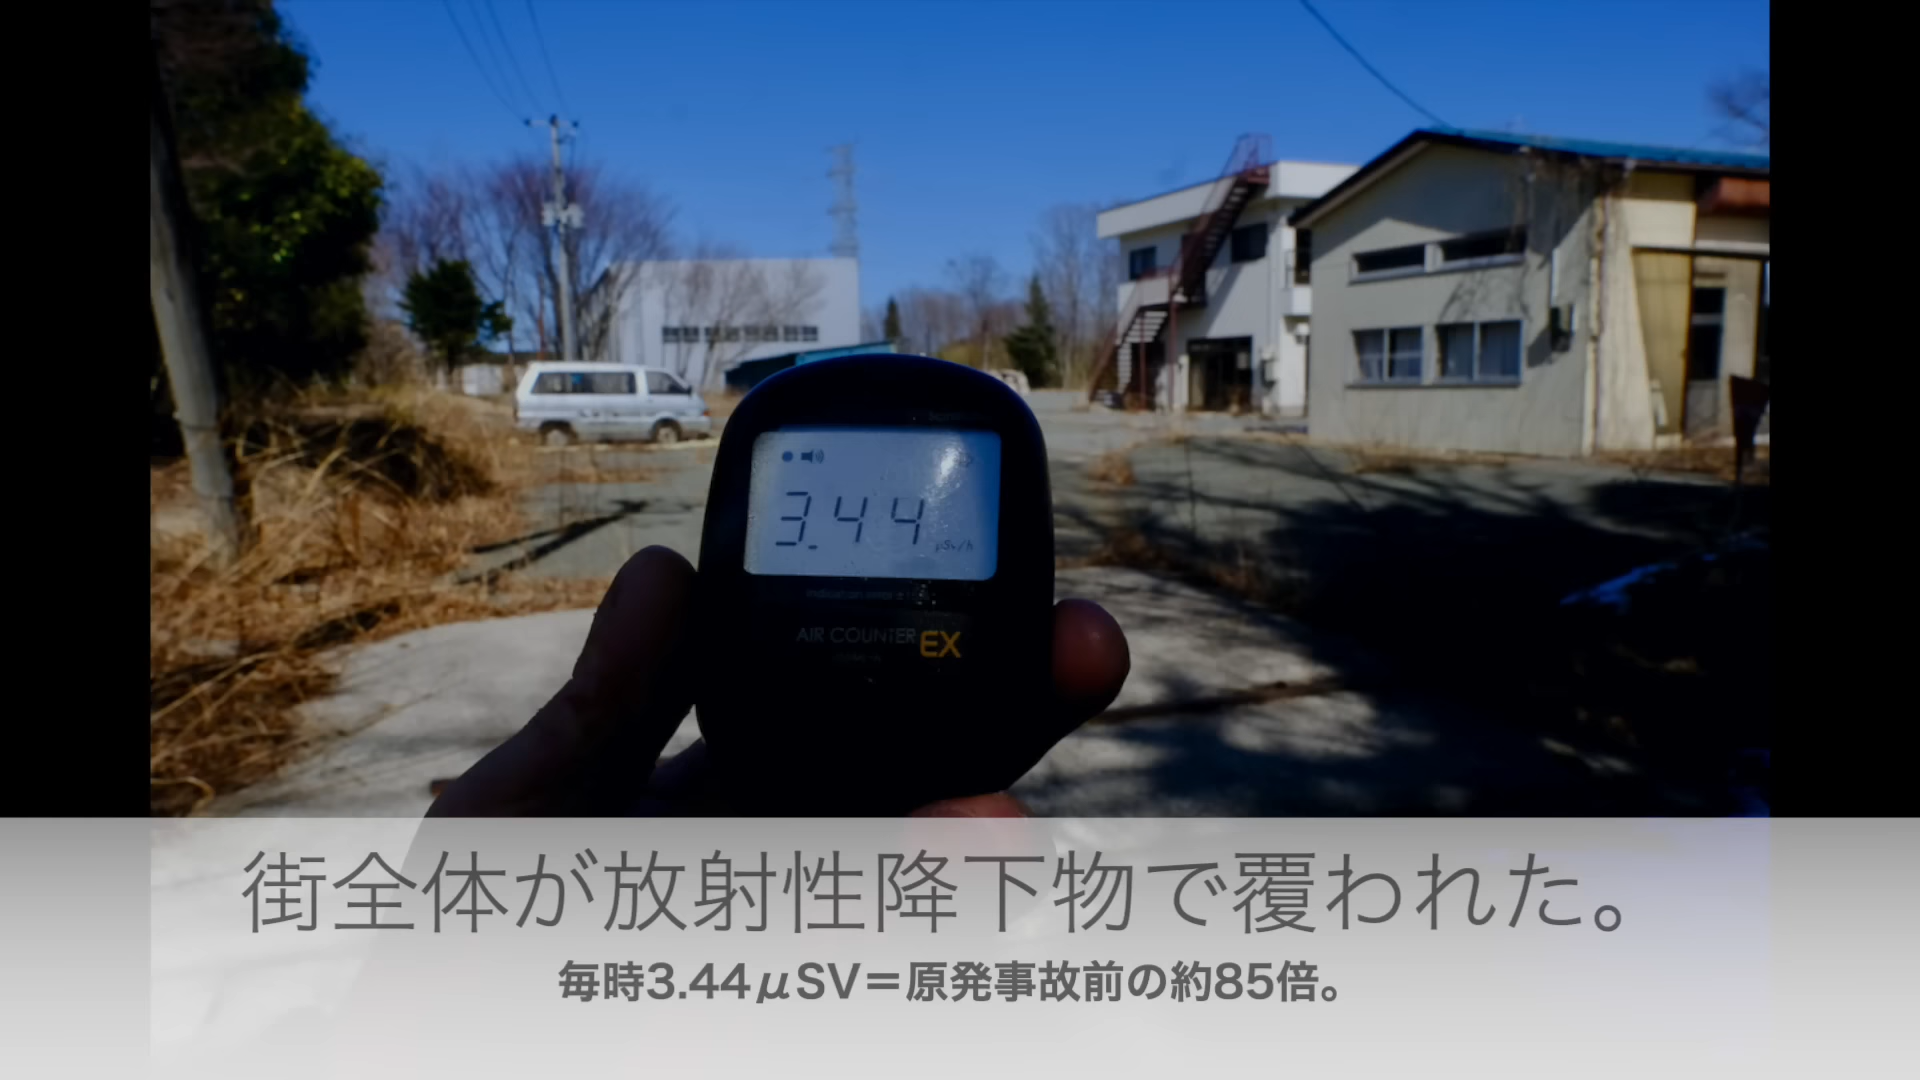 3.44
μSv/h
AIR COUNTER EX
街全体が放射性降下物で覆われた。
毎時3.44μSV＝原発事故前の約85倍。